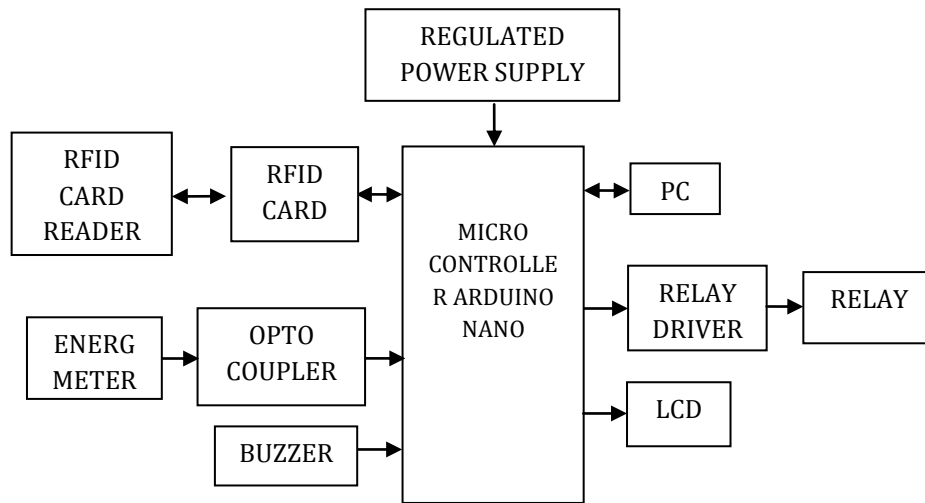 REGULATED
POWER SUPPLY
RFID
CARD
READER
RFID
CARD
PC
MICRO
CONTROLLE
R ARDUINO
NANO
RELAY
DRIVER
RELAY
ENERG
METER
OPTO
COUPLER
LCD
BUZZER